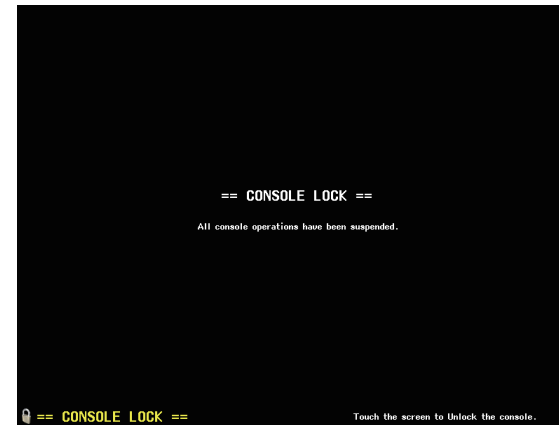 == CONSOLE LOCK ==
All console operations have been suspended.
== CONSOLE LOCK ==
Touch the screen to Unlock the console.